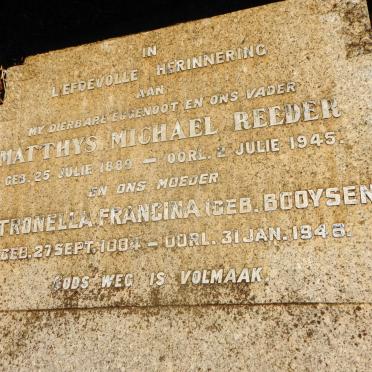 IN
LIEFDEVOLLE HERINNERING
AAN
MY DIERBARE EGGENOOT EN ONS VADER
MATTHYS MICHAEL REEDER
GEB. 25 JULIE 1889 — OORL. 2 JULIE 1945.
EN ONS MOEDER
TRONELLA FRANCINA (GEB. BOOYSEN
GEB. 27 SEPT. 1884 — OORL. 31 JAN. 1948.
GODS WEG IS VOLMAAK.